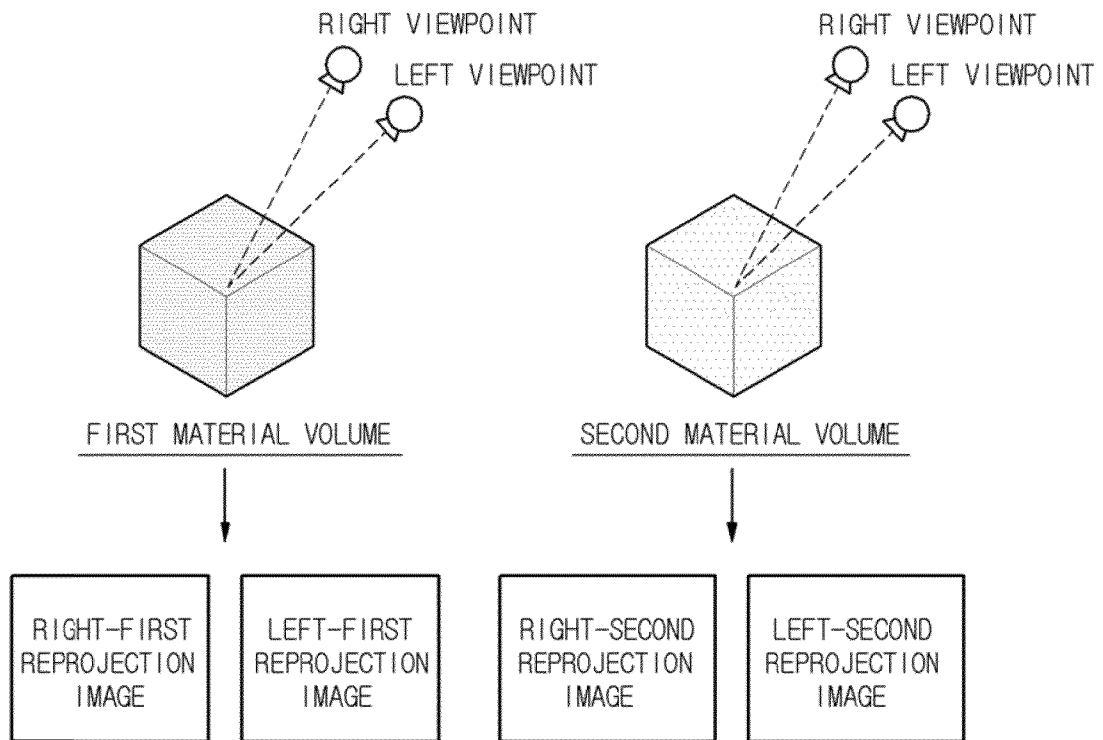 RIGHT VIEWPOINT
LEFT VIEWPOINT
RIGHT VIEWPOINT
LEFT VIEWPOINT
FIRST MATERIAL VOLUME
SECOND MATERIAL VOLUME
RIGHT-FIRST
REPROJECTION
IMAGE
LEFT-FIRST
REPROJECTION
IMAGE
RIGHT-SECOND
REPROJECTION
IMAGE
LEFT-SECOND
REPROJECTION
IMAGE